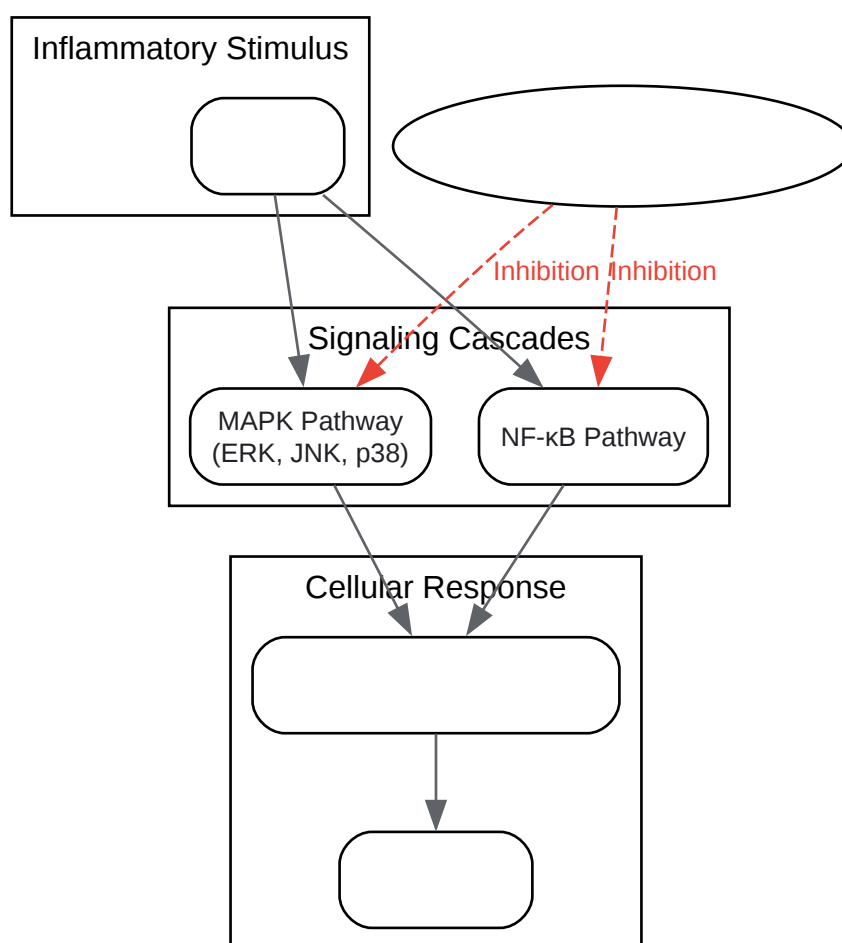 Inflammatory Stimulus
Inhibition
Inhibition
Signaling Cascades
MAPK Pathway
(ERK, JNK, p38)
NF-κB Pathway
Cellular Response